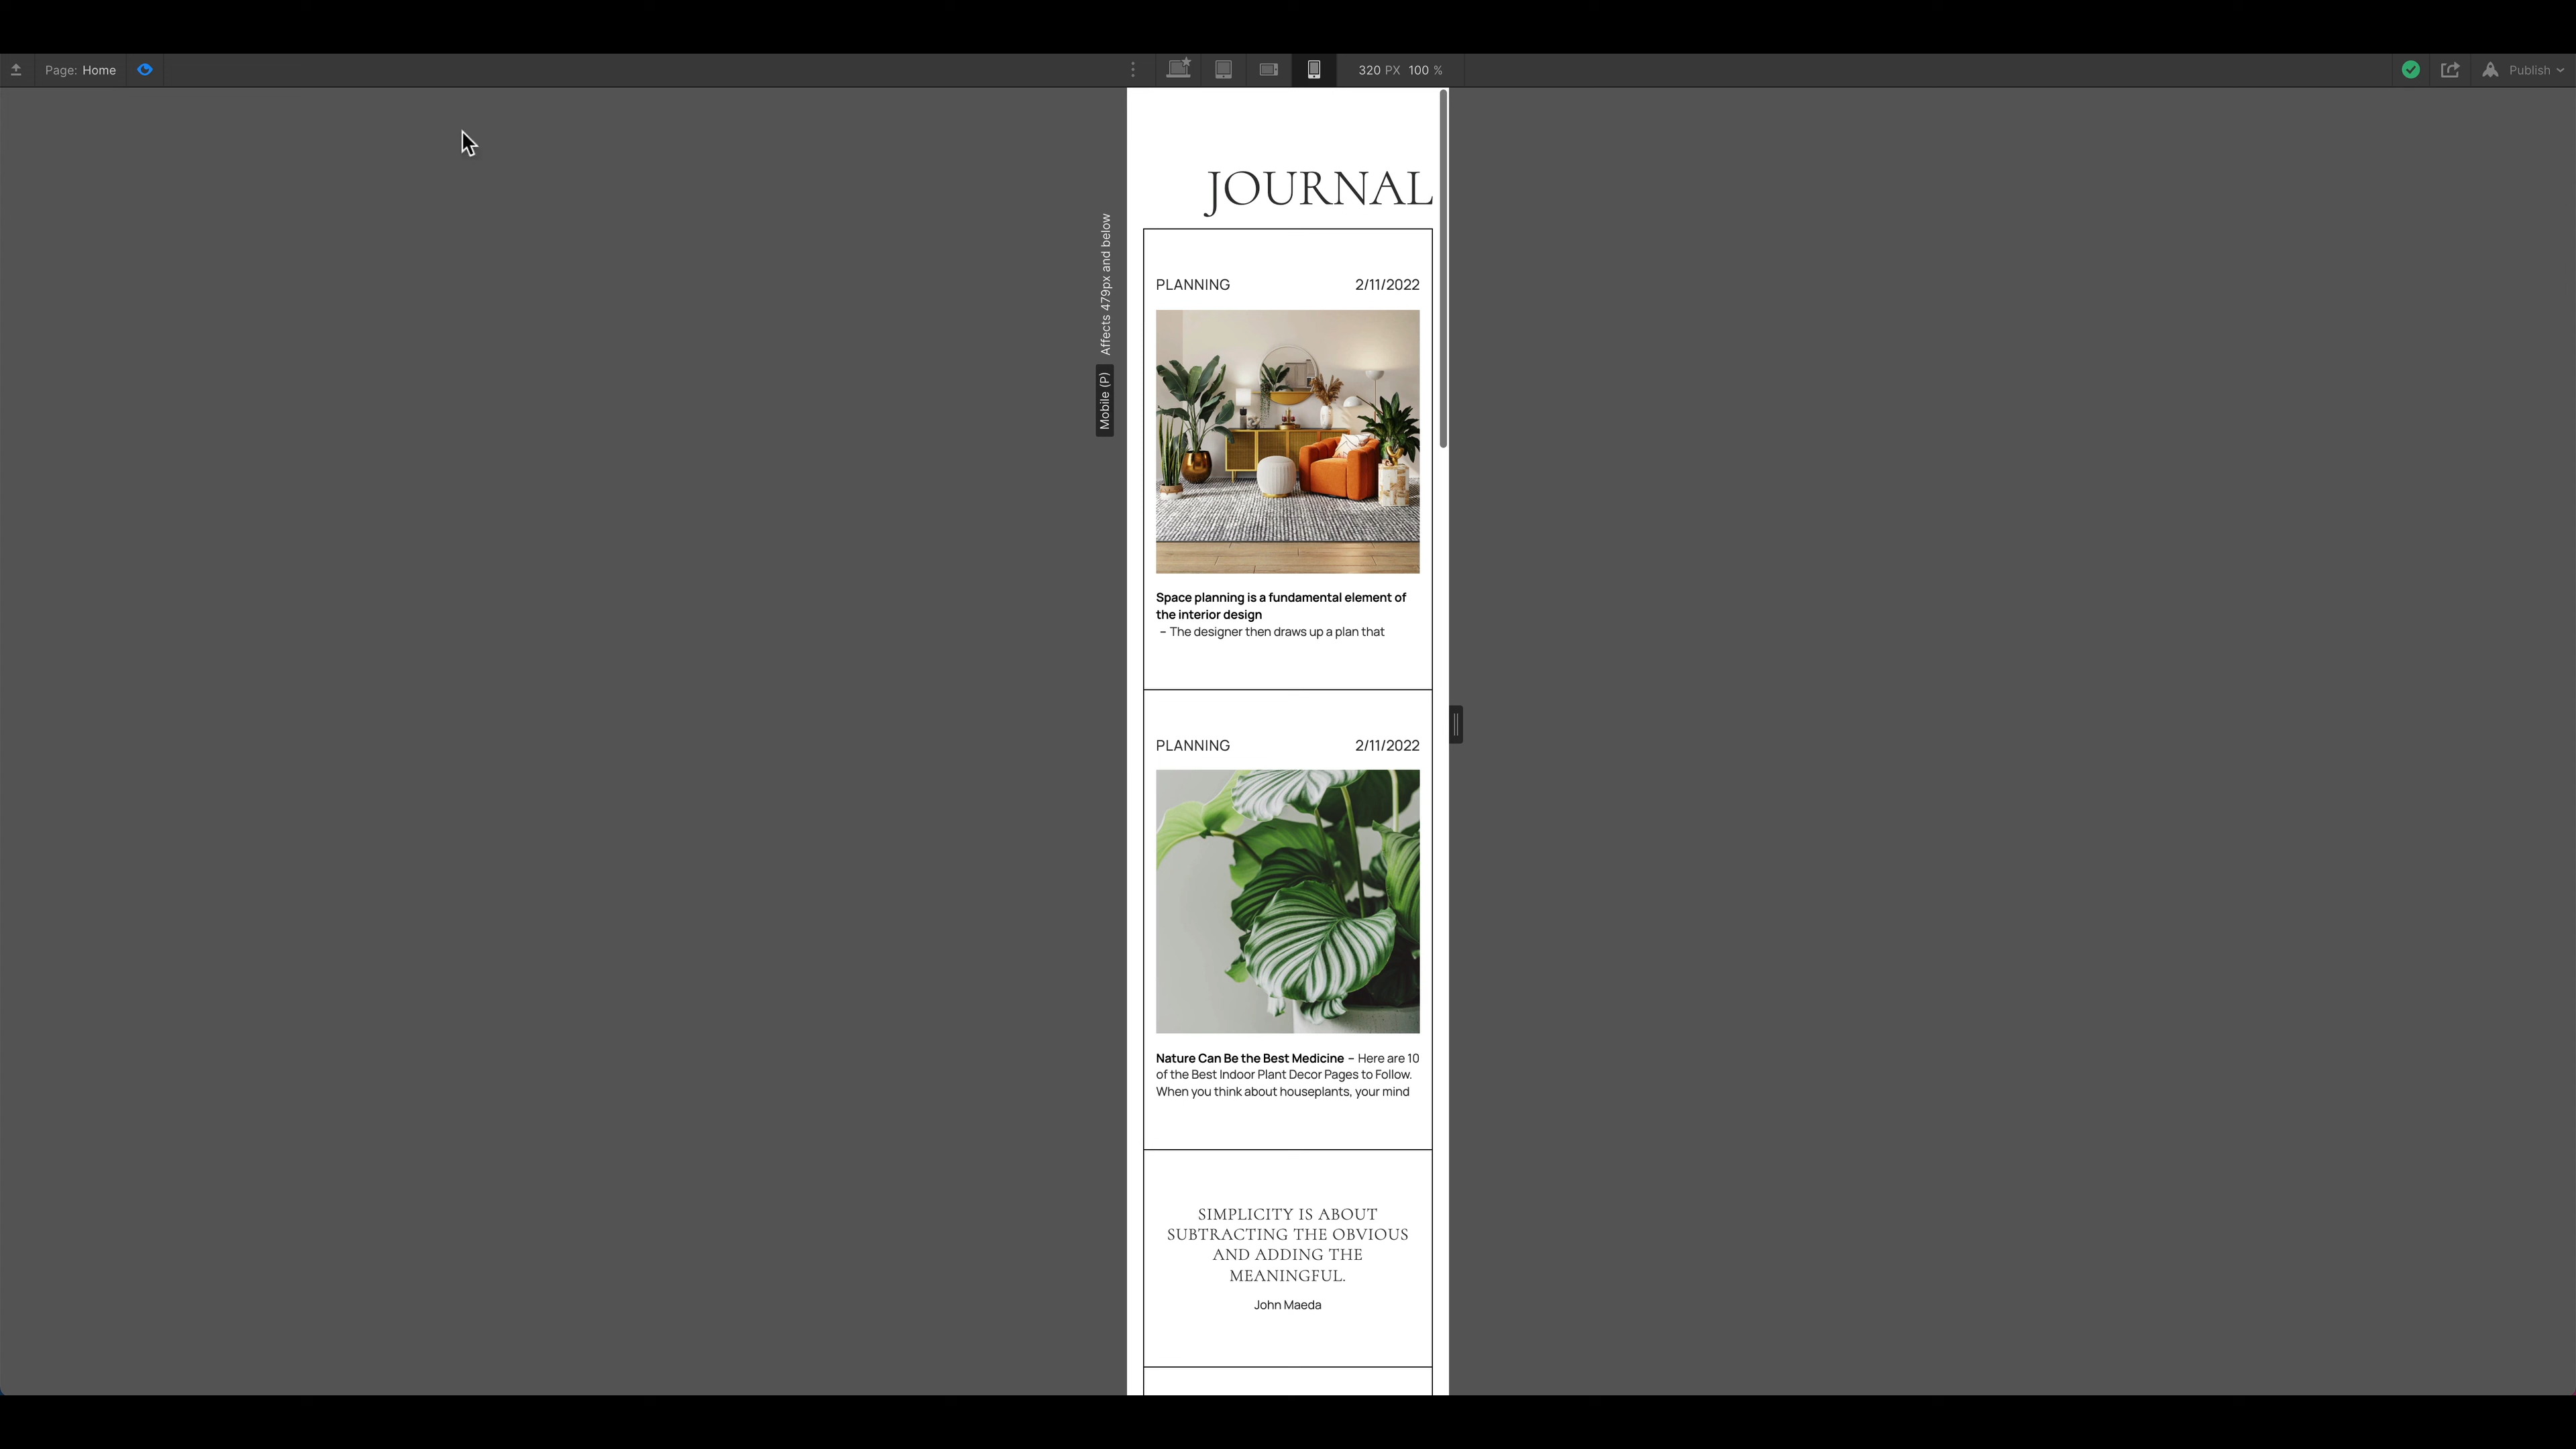 Page: Home
320 PX 100 %
Publish
Mobile (P) Affects 479px and below
JOURNAL
PLANNING 2/11/2022
Space planning is a fundamental element of
the interior design
– The designer then draws up a plan that
PLANNING 2/11/2022
Nature Can Be the Best Medicine – Here are 10
of the Best Indoor Plant Decor Pages to Follow.
When you think about houseplants, your mind
SIMPLICITY IS ABOUT
SUBTRACTING THE OBVIOUS
AND ADDING THE
MEANINGFUL.
John Maeda